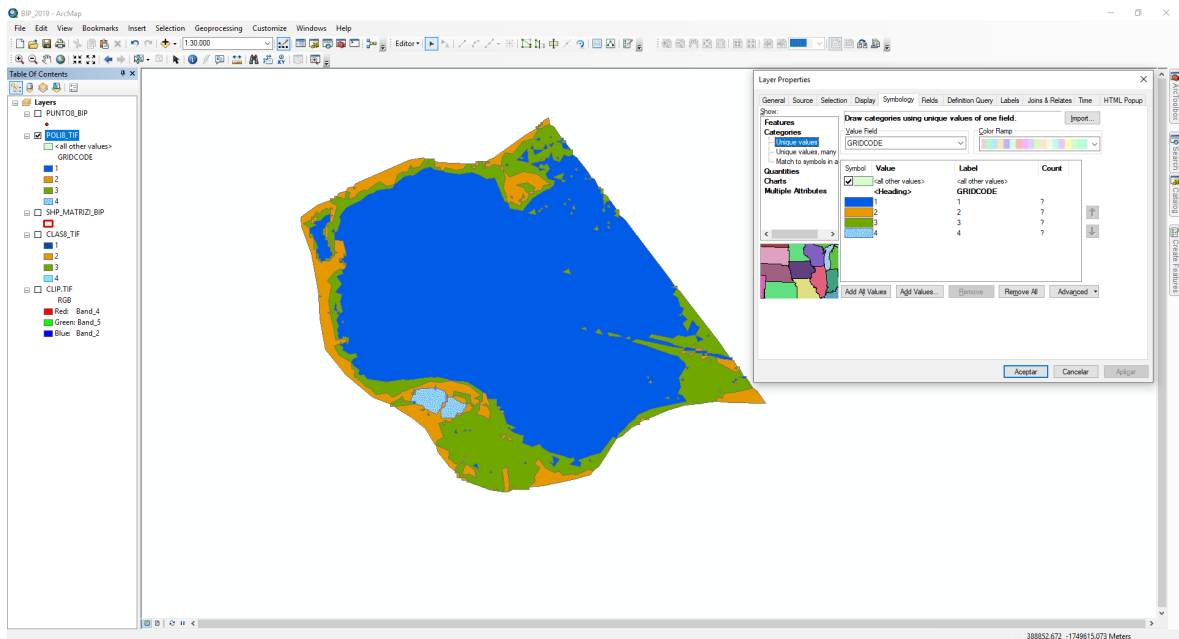 BIP_2019 - ArcMap
File Edit View Bookmarks Insert Selection Geoprocessing Customize Windows Help
1:30,000
Editor
Table Of Contents
Layers
PUNTO8_BIP
POLI8_TIF
<all other values>
GRIDCODE
1
2
3
4
SHP_MATRIZI_BIP
CLAS8_TIF
1
2
3
4
CLIP.TIF
RGB
Red: Band_4
Green: Band_5
Blue: Band_2
Layer Properties
General Source Selection Display Symbology Fields Definition Query Labels Joins & Relates Time HTML Popup
Show:
Features
Categories
Unique values
Unique values, many
Match to symbols in a
Quantities
Charts
Multiple Attributes
Draw categories using unique values of one field.
Import...
Value Field
Color Ramp
GRIDCODE
Symbol Value Label Count
<all other values> <all other values>
<Heading> GRIDCODE
1 1 ?
2 2 ?
3 3 ?
4 4 ?
Add All Values Add Values... Remove Remove All Advanced
Aceptar Cancelar Aplicar
ArcToolbox
Search
Catalog
Create Features
388852.672 -1749615.073 Meters